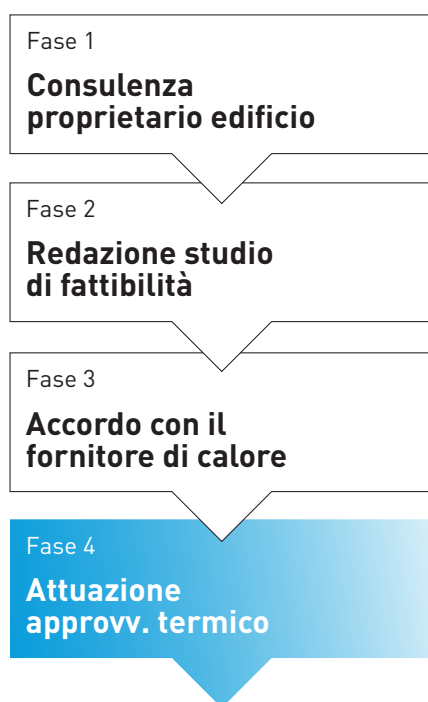 Fase 1
Consulenza
proprietario edificio
Fase 2
Redazione studio
di fattibilità
Fase 3
Accordo con il
fornitore di calore
Fase 4
Attuazione
approvv. termico